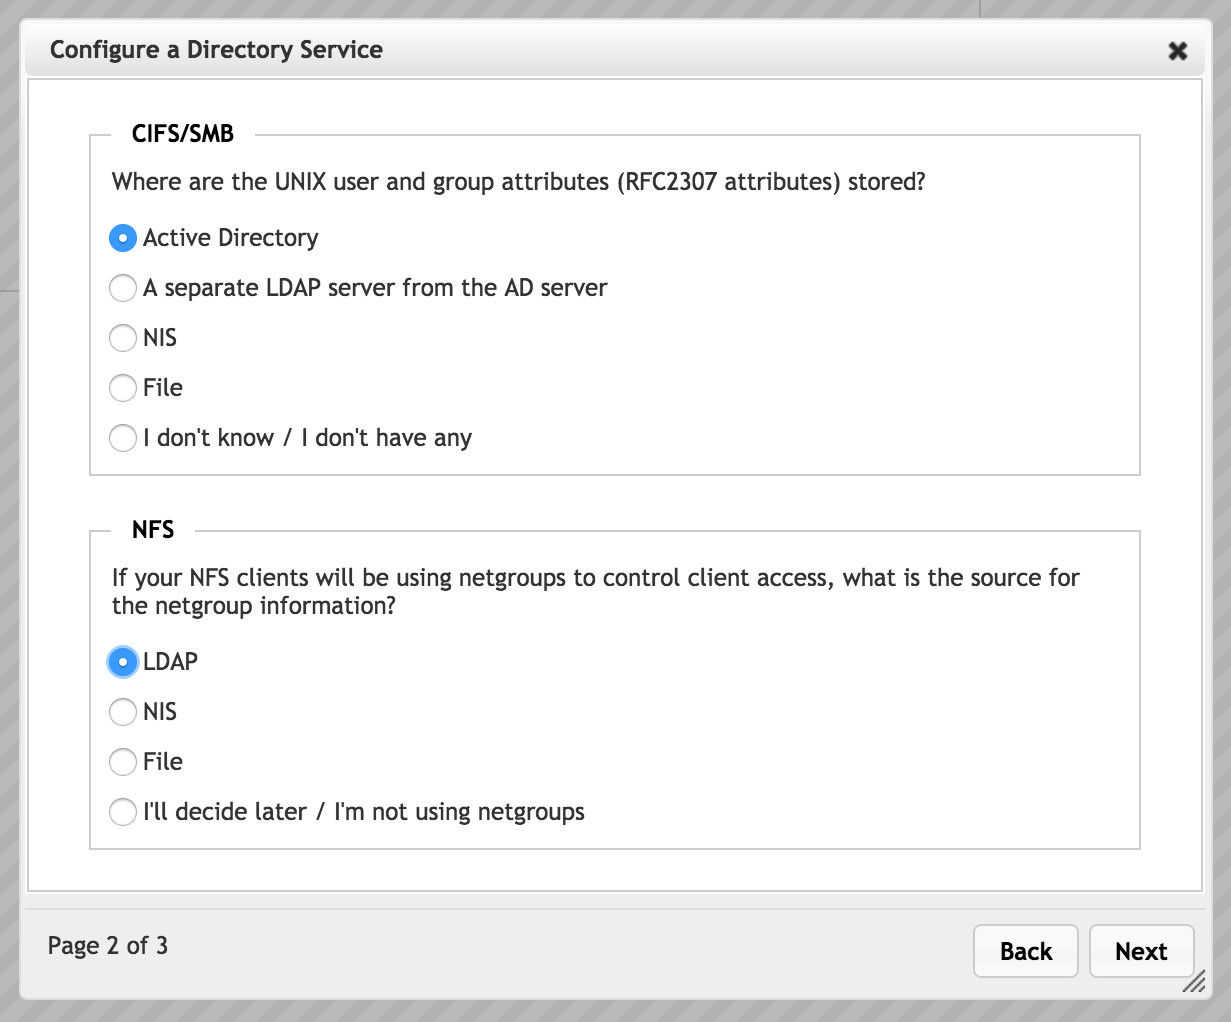 Configure a Directory Service
CIFS/SMB
Where are the UNIX user and group attributes (RFC2307 attributes) stored?
Active Directory
A separate LDAP server from the AD server
NIS
File
I don't know / I don't have any
NFS
If your NFS clients will be using netgroups to control client access, what is the source for
the netgroup information?
LDAP
NIS
File
I'll decide later / I'm not using netgroups
Page 2 of 3
Back
Next